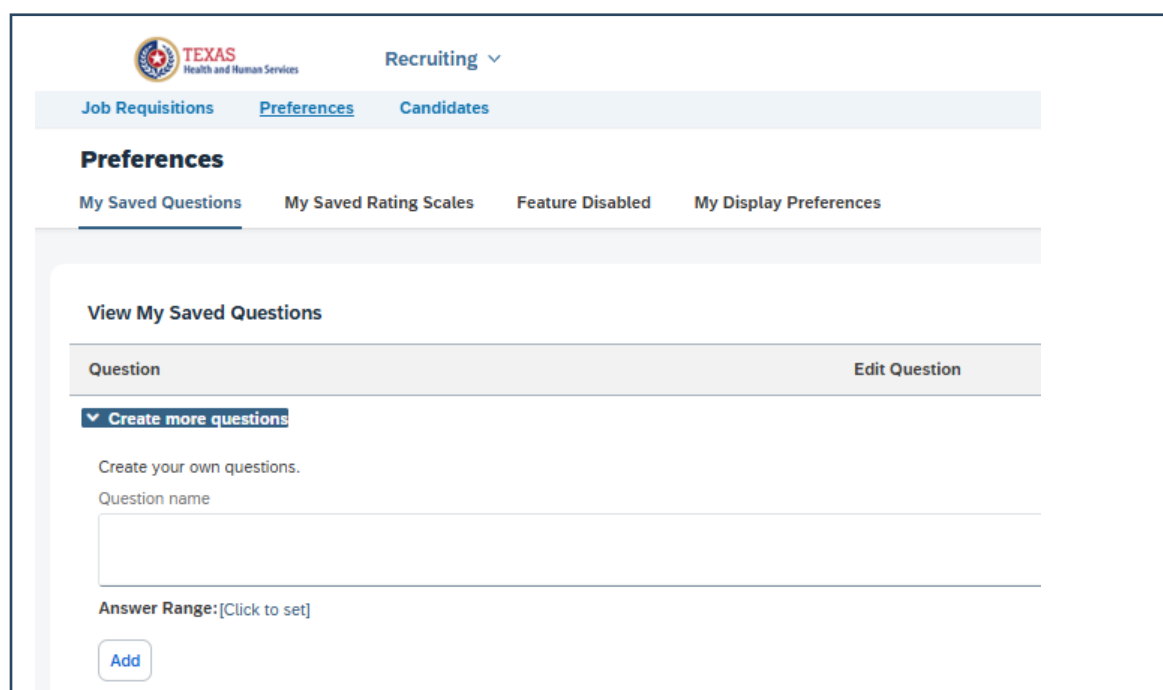 TEXAS
Health and Human Services
Recruiting
Job Requisitions Preferences Candidates
Preferences
My Saved Questions My Saved Rating Scales Feature Disabled My Display Preferences
View My Saved Questions
Question Edit Question
Create more questions
Create your own questions.
Question name
Answer Range:[Click to set]
Add